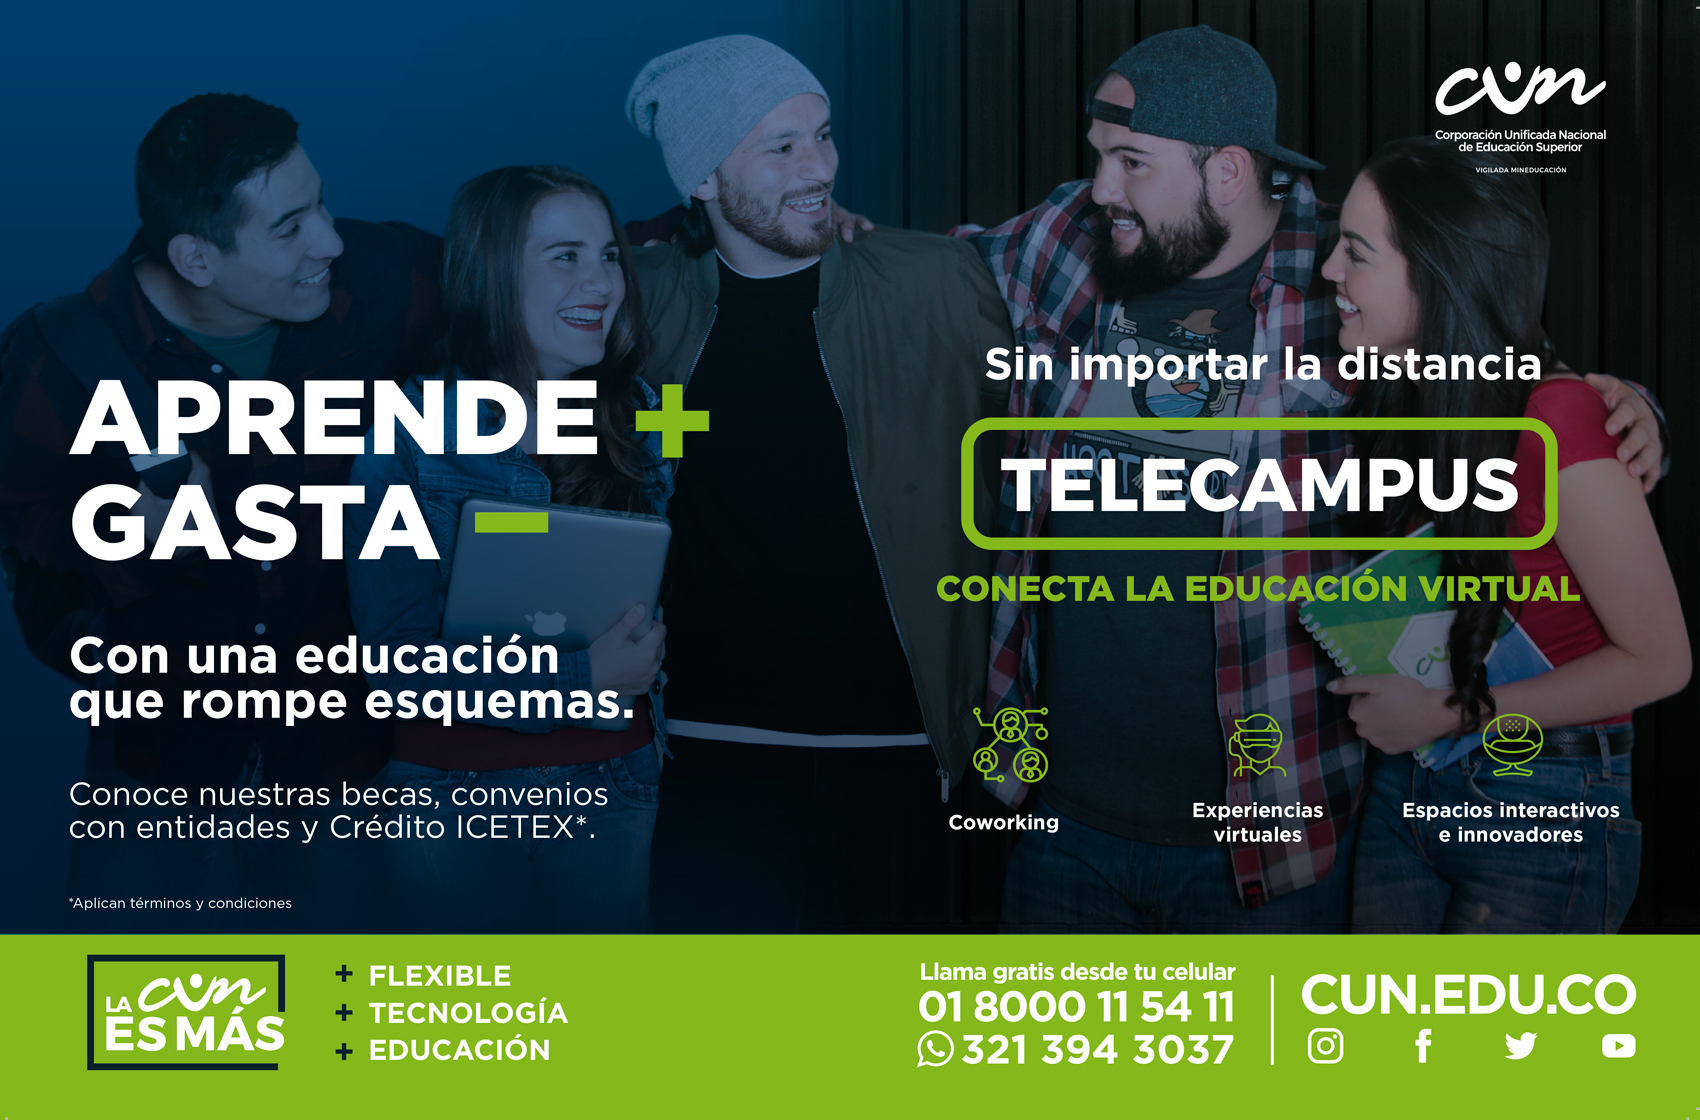 cun
Corporación Unificada Nacional
de Educación Superior
VIGILADA MINEDUCACIÓN
APRENDE +
GASTA –
Con una educación
que rompe esquemas.
Conoce nuestras becas, convenios
con entidades y Crédito ICETEX*.
*Aplican términos y condiciones
Sin importar la distancia
TELECAMPUS
CONECTA LA EDUCACIÓN VIRTUAL
Coworking
Experiencias
virtuales
Espacios interactivos
e innovadores
LA cun
ES MÁS
+ FLEXIBLE
+ TECNOLOGÍA
+ EDUCACIÓN
Llama gratis desde tu celular
01 8000 11 54 11
321 394 3037
CUN.EDU.CO